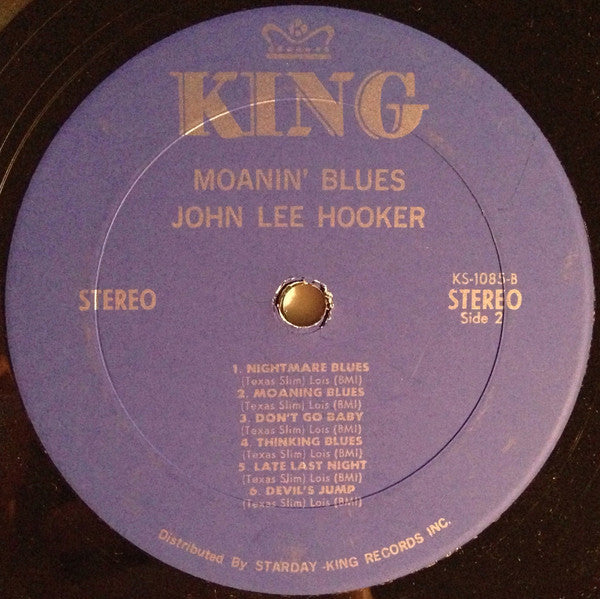 KING
MOANIN' BLUES
JOHN LEE HOOKER
STEREO
KS-1085-B
STEREO
Side 2
1. NIGHTMARE BLUES
(Texas Slim) Lois (BMI)
2. MOANING BLUES
(Texas Slim) Lois (BMI)
3. DON'T GO BABY
(Texas Slim) Lois (BMI)
4. THINKING BLUES
(Texas Slim) Lois (BMI)
5. LATE LAST NIGHT
(Texas Slim) Lois (BMI)
6. DEVIL'S JUMP
(Texas Slim) Lois (BMI)
Distributed By STARDAY-KING RECORDS INC.